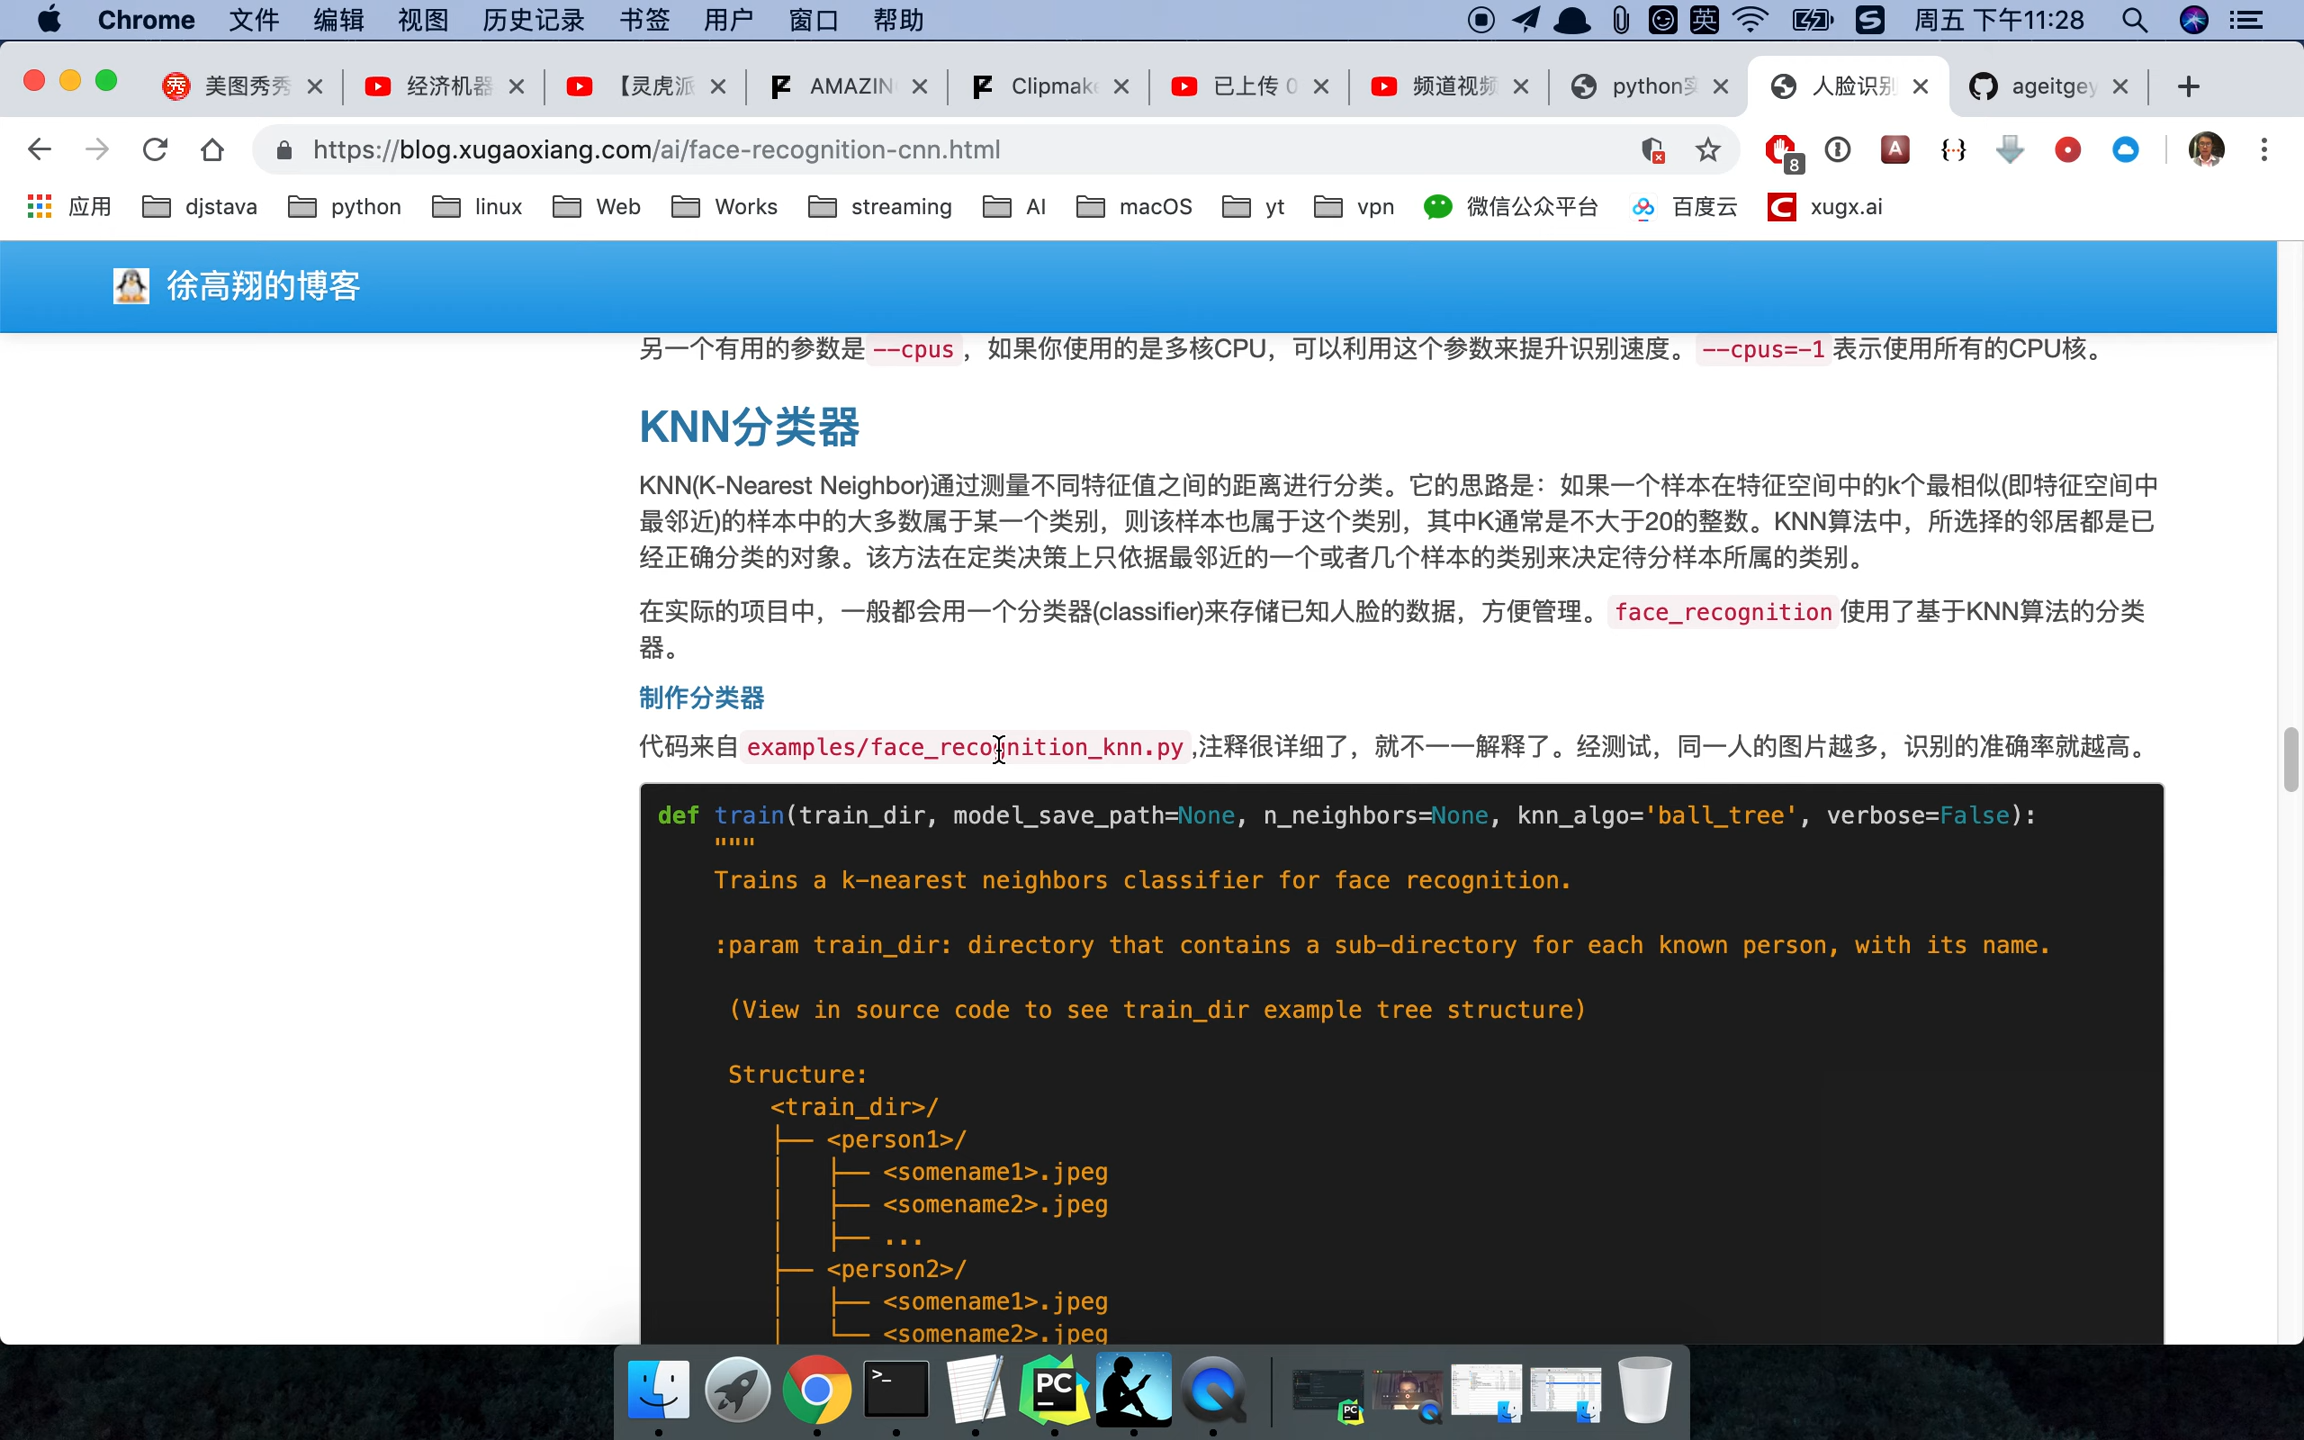 Chrome 文件 编辑 视图 历史记录 书签 用户 窗口 帮助 英 周五 下午11:28
美图秀秀 经济机器 【灵虎派 AMAZIN Clipmake 已上传 0 频道视频 python实 人脸识别 ageitgey
https://blog.xugaoxiang.com/ai/face-recognition-cnn.html 8
应用 djstava python linux Web Works streaming AI macOS yt vpn 微信公众平台 百度云 xugx.ai
徐高翔的博客
另一个有用的参数是 --cpus ，如果你使用的是多核CPU，可以利用这个参数来提升识别速度。 --cpus=-1 表示使用所有的CPU核。
KNN分类器
KNN(K-Nearest Neighbor)通过测量不同特征值之间的距离进行分类。它的思路是：如果一个样本在特征空间中的k个最相似(即特征空间中
最邻近)的样本中的大多数属于某一个类别，则该样本也属于这个类别，其中K通常是不大于20的整数。KNN算法中，所选择的邻居都是已
经正确分类的对象。该方法在定类决策上只依据最邻近的一个或者几个样本的类别来决定待分样本所属的类别。
在实际的项目中，一般都会用一个分类器(classifier)来存储已知人脸的数据，方便管理。 face_recognition 使用了基于KNN算法的分类
器。
制作分类器
代码来自 examples/face_recognition_knn.py ,注释很详细了，就不一一解释了。经测试，同一人的图片越多，识别的准确率就越高。
def train(train_dir, model_save_path=None, n_neighbors=None, knn_algo='ball_tree', verbose=False):
"""
Trains a k-nearest neighbors classifier for face recognition.
:param train_dir: directory that contains a sub-directory for each known person, with its name.
(View in source code to see train_dir example tree structure)
Structure:
<train_dir>/
├── <person1>/
│   ├── <somename1>.jpeg
│   ├── <somename2>.jpeg
│   ├── ...
├── <person2>/
│   ├── <somename1>.jpeg
│   └── <somename2>.jpeg